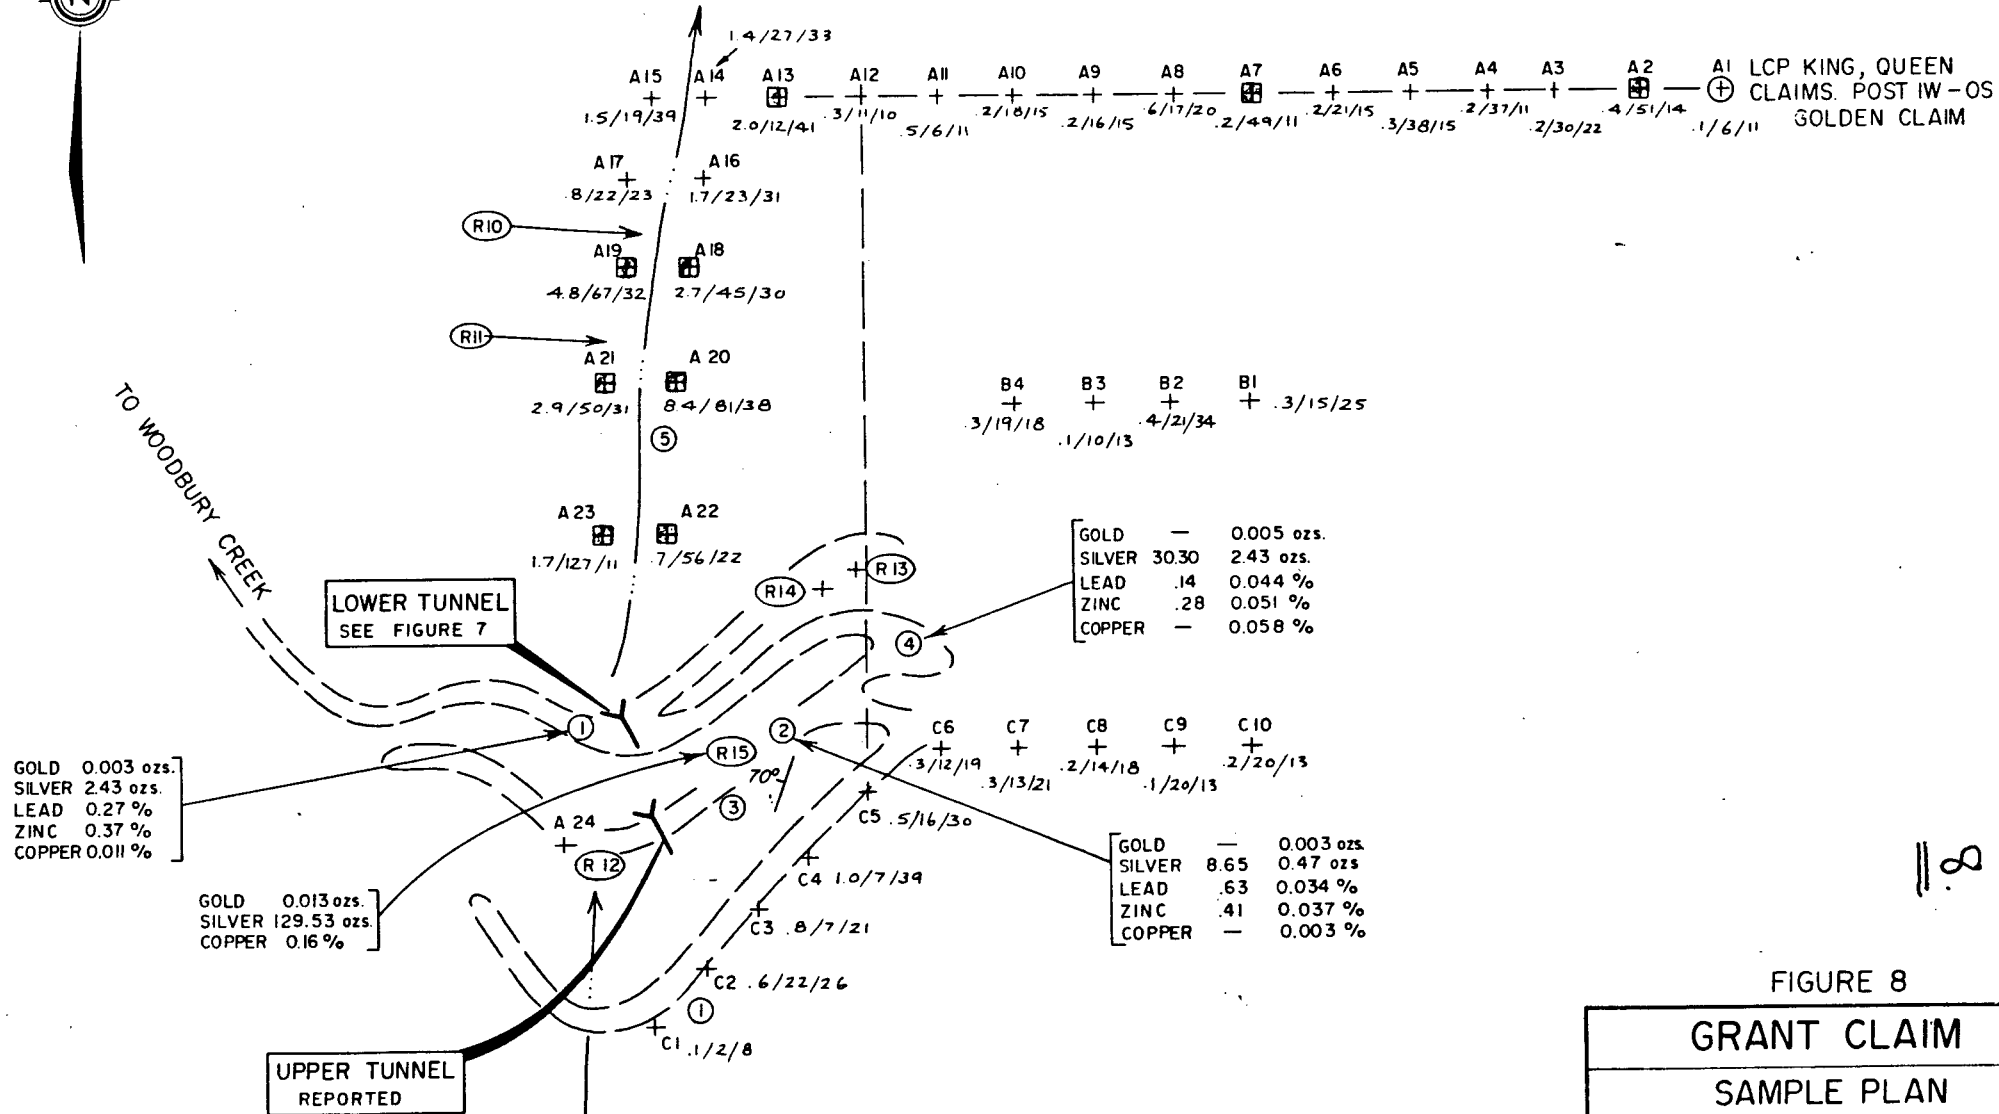 N
1.4/27/33
A15 A14 A13 A12 A11 A10 A9 A8 A7 A6 A5 A4 A3 A2 A1 LCP KING, QUEEN
CLAIMS. POST 1W-OS
GOLDEN CLAIM
1.5/19/39 2.0/12/41 .3/11/10 .5/6/11 .2/18/15 .2/16/15 .6/17/20 .2/49/11 .2/21/15 .3/38/15 .2/37/11 .2/30/22 .4/51/14 .1/6/11
A17 A16
.8/22/23 1.7/23/31
R10
A19 A18
4.8/67/32 2.7/45/30
R11
A21 A20
2.9/50/31 8.4/81/38
5
B4 B3 B2 B1 .3/15/25
.3/19/18 .1/10/13 .4/21/34
TO WOODBURY CREEK
A23 A22
1.7/127/11 .7/56/22
R14 R13
LOWER TUNNEL
SEE FIGURE 7
GOLD — 0.005 ozs.
SILVER 30.30 2.43 ozs.
LEAD .14 0.044 %
ZINC .28 0.051 %
COPPER — 0.058 %
4
1
2
R15
70°
3
C6 C7 C8 C9 C10
.3/12/19 .3/13/21 .2/14/18 .1/20/13 .2/20/13
GOLD 0.003 ozs.
SILVER 2.43 ozs.
LEAD 0.27 %
ZINC 0.37 %
COPPER 0.011 %
A24
R12
C5 .5/16/30
C4 1.0/7/39
C3 .8/7/21
C2 .6/22/26
1
C1 .1/2/8
GOLD — 0.003 ozs.
SILVER 8.65 0.47 ozs
LEAD .63 0.034 %
ZINC .41 0.037 %
COPPER — 0.003 %
GOLD 0.013 ozs.
SILVER 129.53 ozs.
COPPER 0.16 %
UPPER TUNNEL
REPORTED
11.8
FIGURE 8
GRANT CLAIM
SAMPLE PLAN